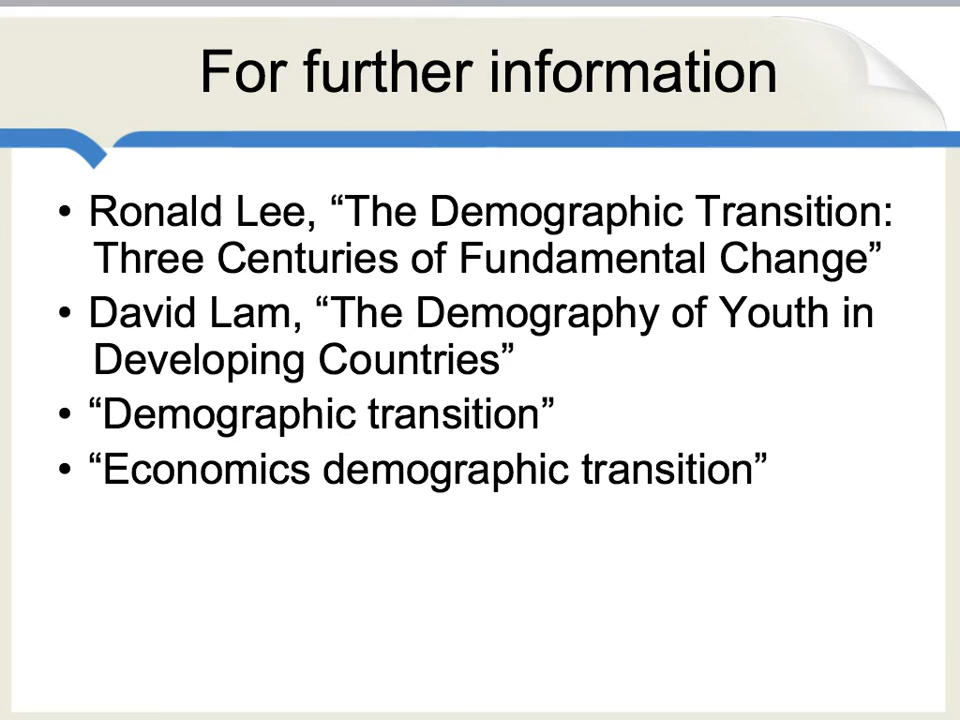 For further information
• Ronald Lee, “The Demographic Transition:
Three Centuries of Fundamental Change”
• David Lam, “The Demography of Youth in
Developing Countries”
• “Demographic transition”
• “Economics demographic transition”